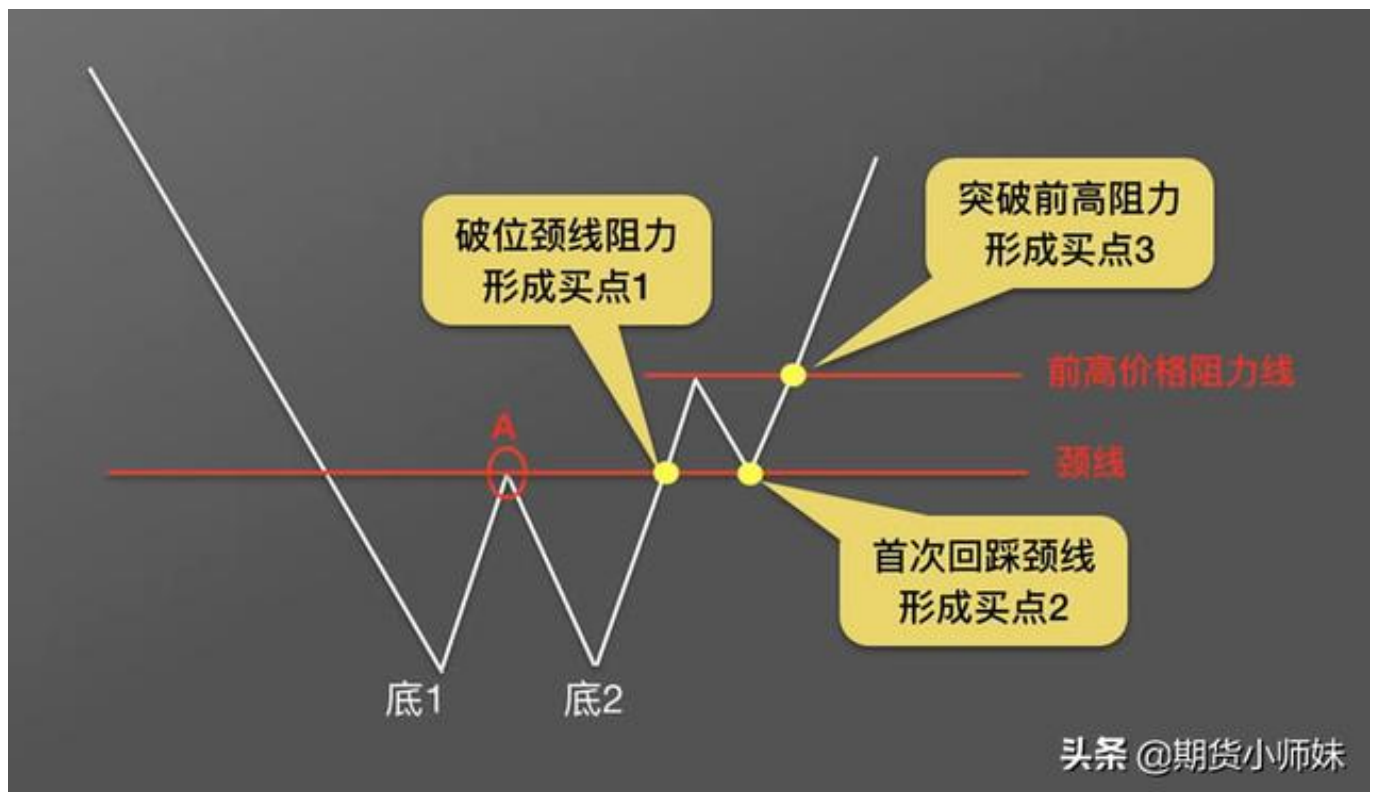 突破前高阻力
形成买点3
破位颈线阻力
形成买点1
前高价格阻力线
A
颈线
首次回踩颈线
形成买点2
底1
底2
头条 @期货小师妹